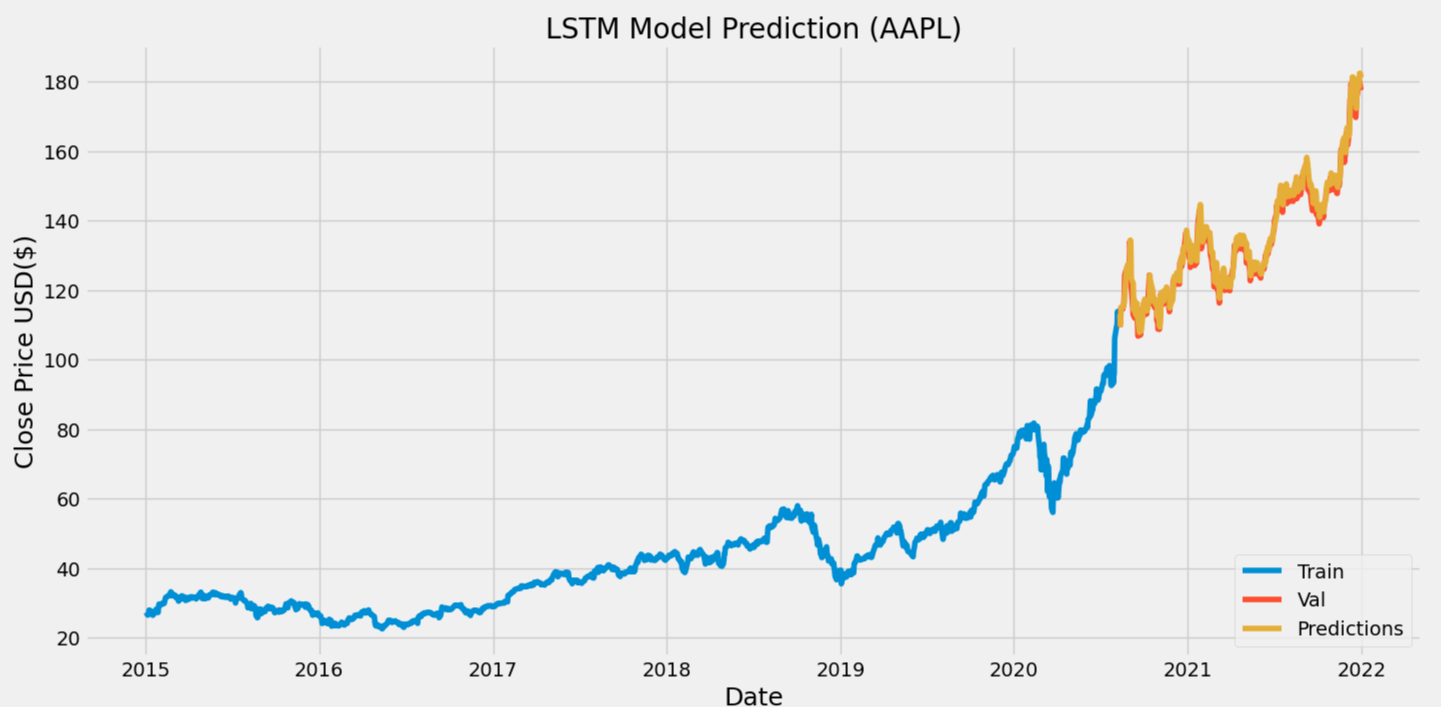 LSTM Model Prediction (AAPL)
Close Price USD($)
180
160
140
120
100
80
60
40
20
2015 2016 2017 2018 2019 2020 2021 2022
Date
Train
Val
Predictions